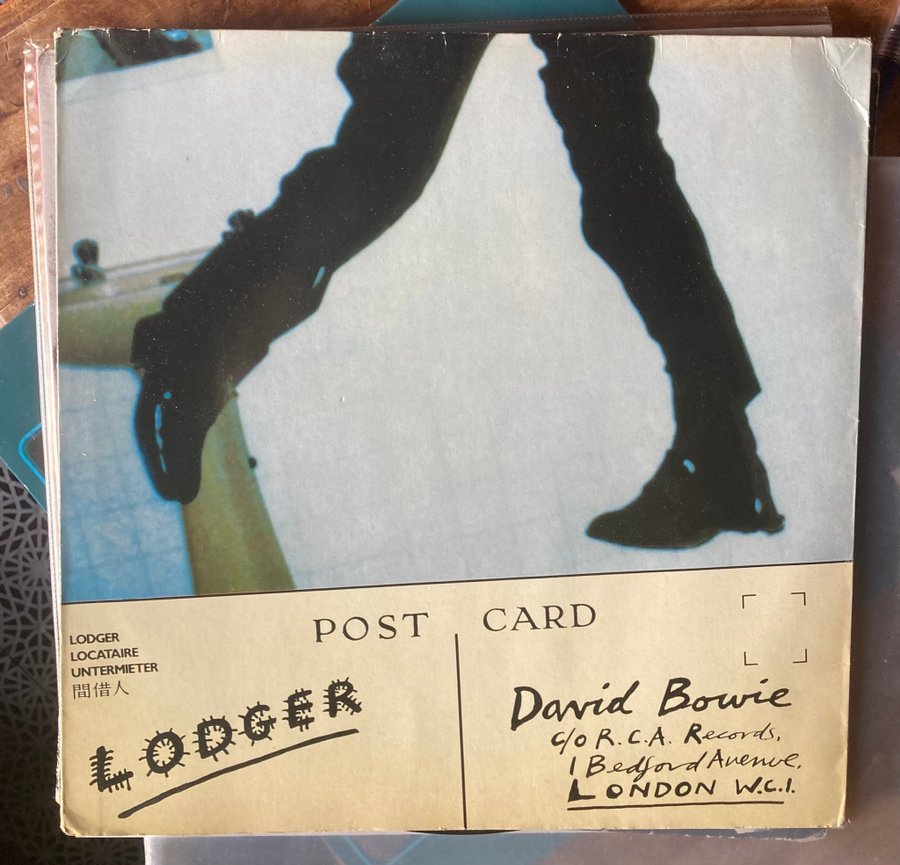 POST CARD
LODGER
LOCATAIRE
UNTERMIETER
間借人
LODGER
David Bowie
c/o R.C.A. Records,
1 Bedford Avenue,
LONDON W.C.1.